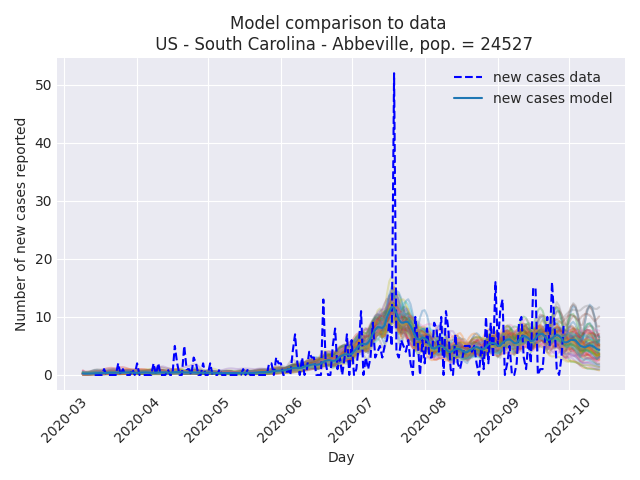 Model comparison to data
US - South Carolina - Abbeville, pop. = 24527
new cases data
new cases model
Number of new cases reported
50
40
30
20
10
0
2020-03
2020-04
2020-05
2020-06
2020-07
2020-08
2020-09
2020-10
Day